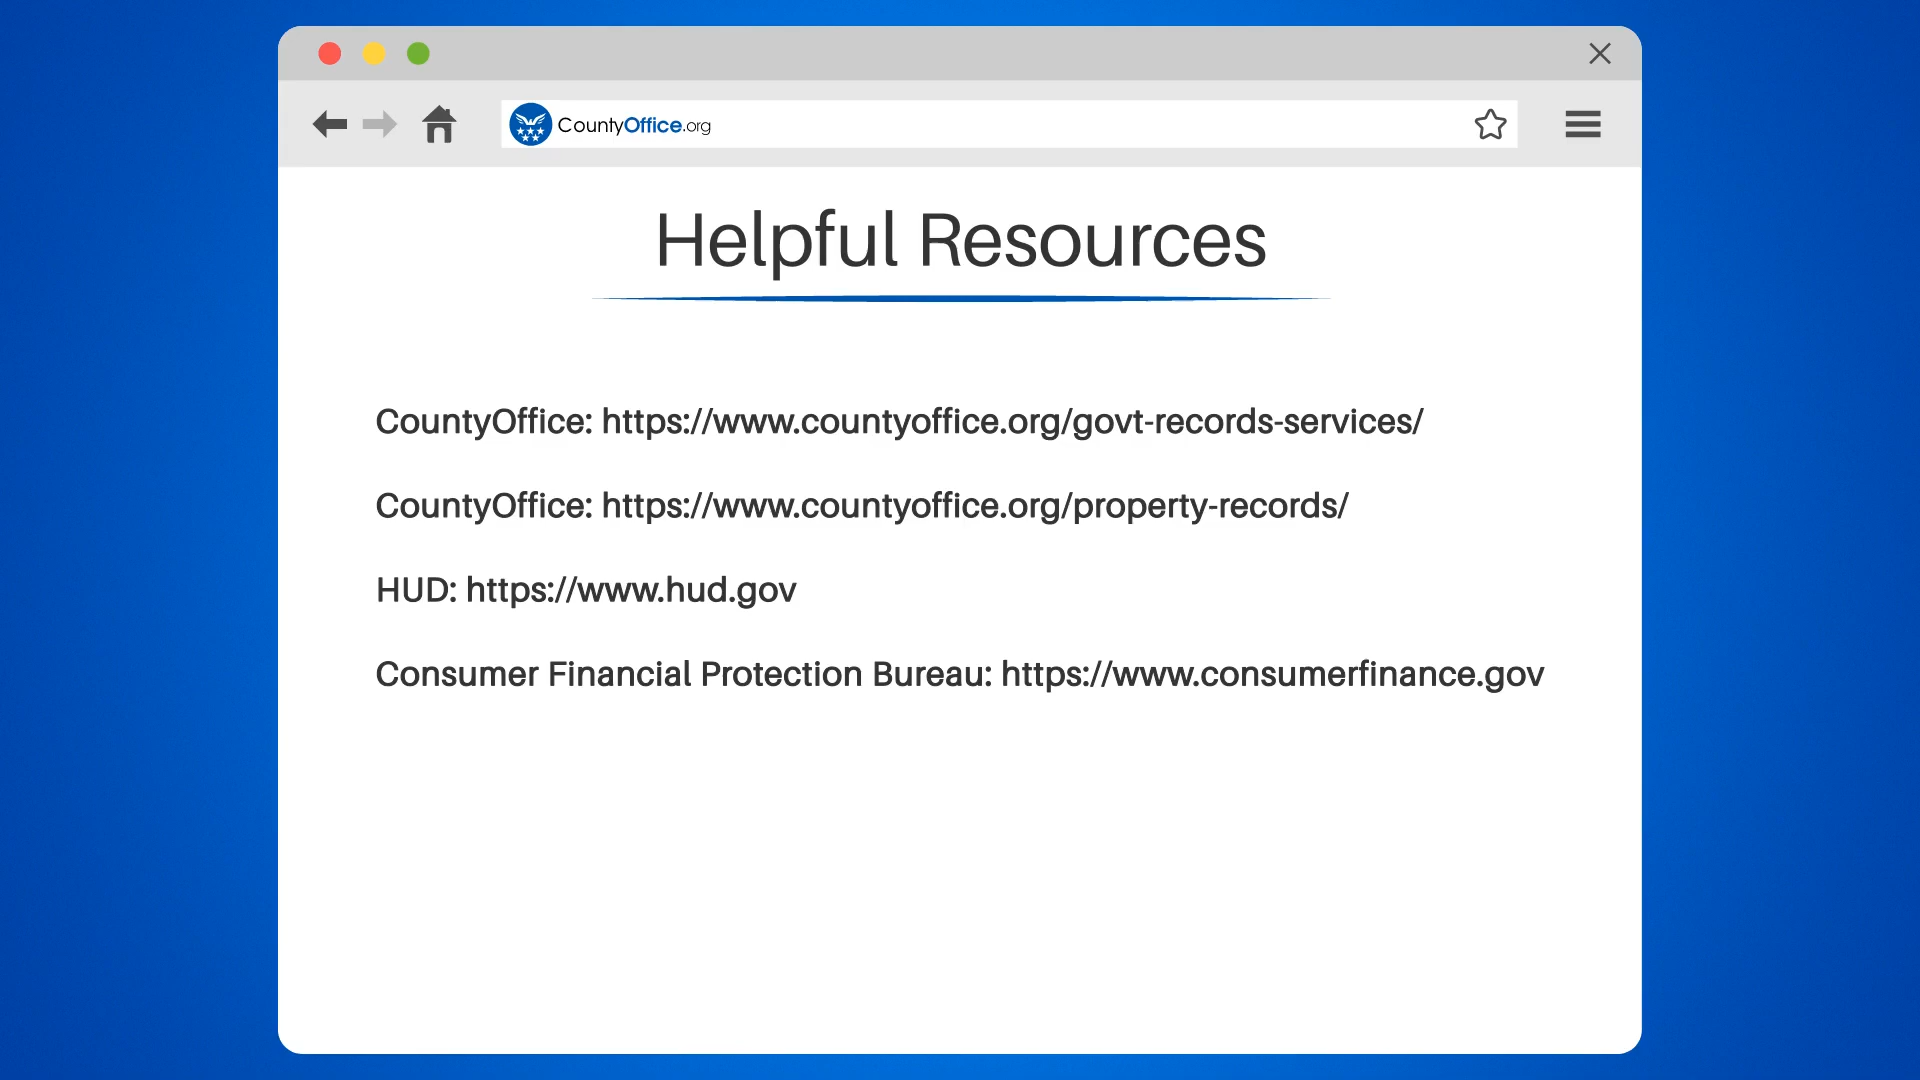 CountyOffice.org
Helpful Resources
CountyOffice: https://www.countyoffice.org/govt-records-services/
CountyOffice: https://www.countyoffice.org/property-records/
HUD: https://www.hud.gov
Consumer Financial Protection Bureau: https://www.consumerfinance.gov